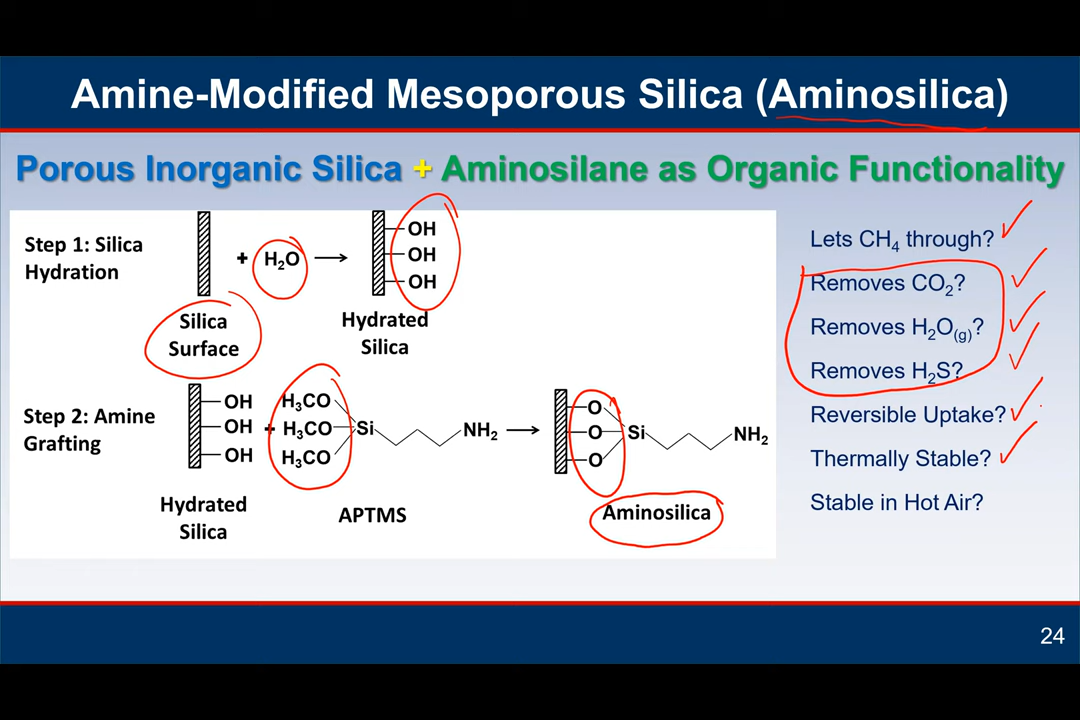 Amine-Modified Mesoporous Silica (Aminosilica)
Porous Inorganic Silica + Aminosilane as Organic Functionality
Step 1: Silica
Hydration
+ H₂O
OH
OH
OH
Silica
Surface
Hydrated
Silica
Step 2: Amine
Grafting
OH
OH
OH
+
H₃CO
H₃CO
H₃CO
Si
NH₂
O
O
O
Si
NH₂
Hydrated
Silica
APTMS
Aminosilica
Lets CH₄ through?
Removes CO₂?
Removes H₂O(g)?
Removes H₂S?
Reversible Uptake?
Thermally Stable?
Stable in Hot Air?
24